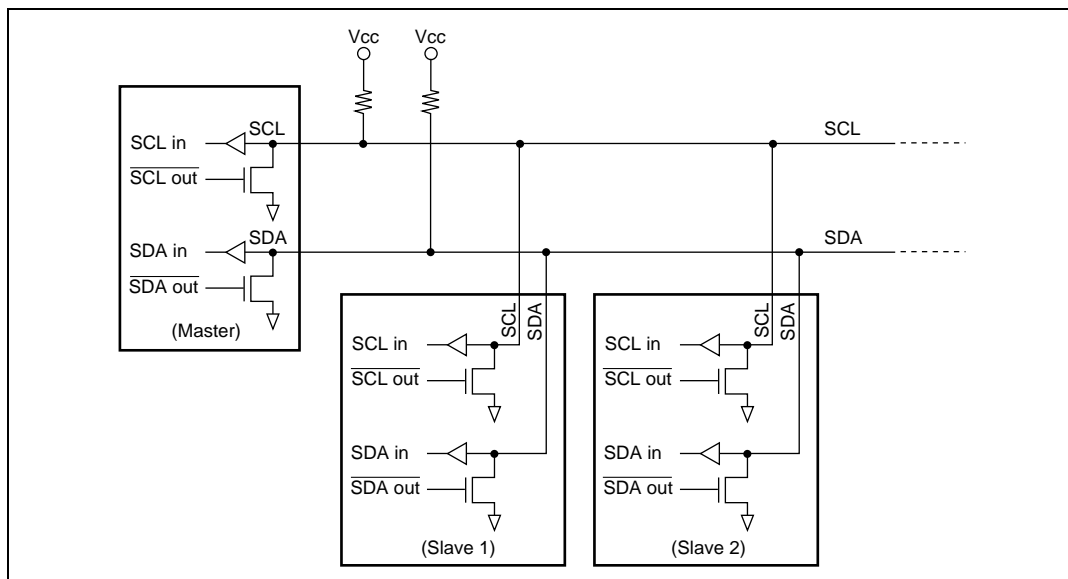 Vcc Vcc
SCL SCL
SCL in
SCL out
SDA SDA
SDA in
SDA out
(Master)
SCL SDA SCL SDA
SCL in SCL in
SCL out SCL out
SDA in SDA in
SDA out SDA out
(Slave 1) (Slave 2)